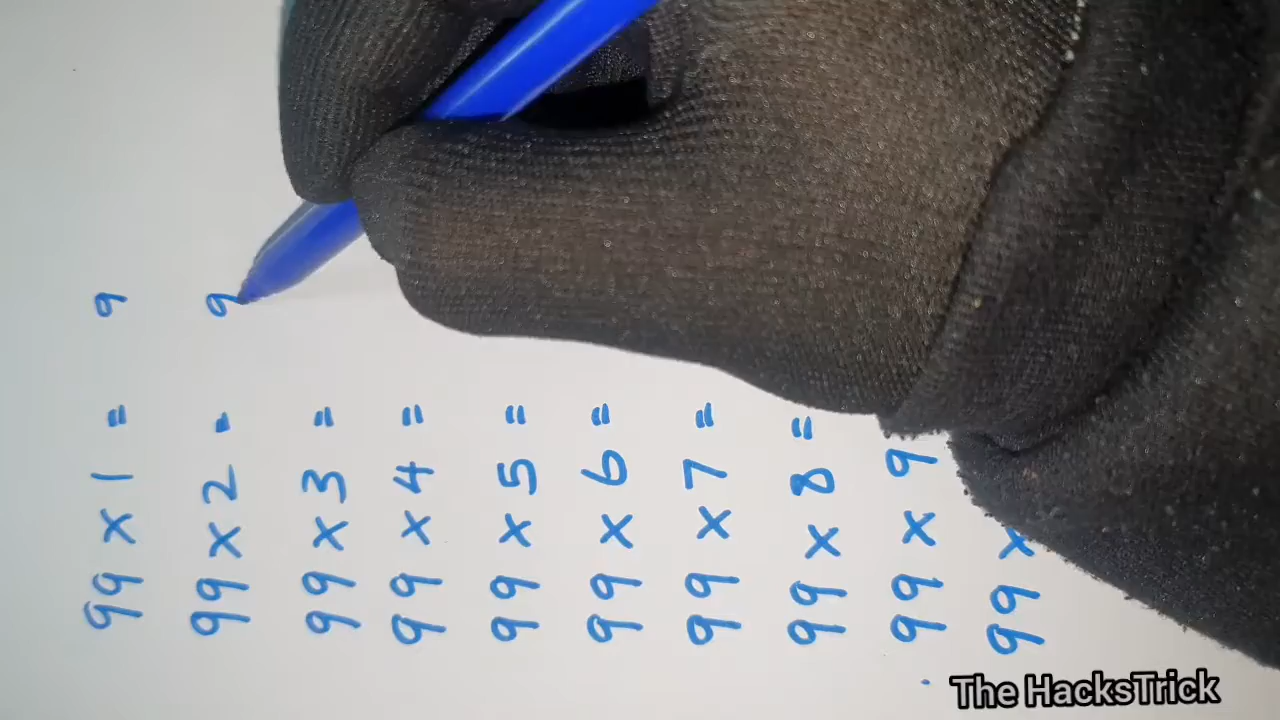 99 x 1 = 9
99 x 2 = 9
99 x 3 =
99 x 4 =
99 x 5 =
99 x 6 =
99 x 7 =
99 x 8 =
99 x 9
99 x
The HacksTrick